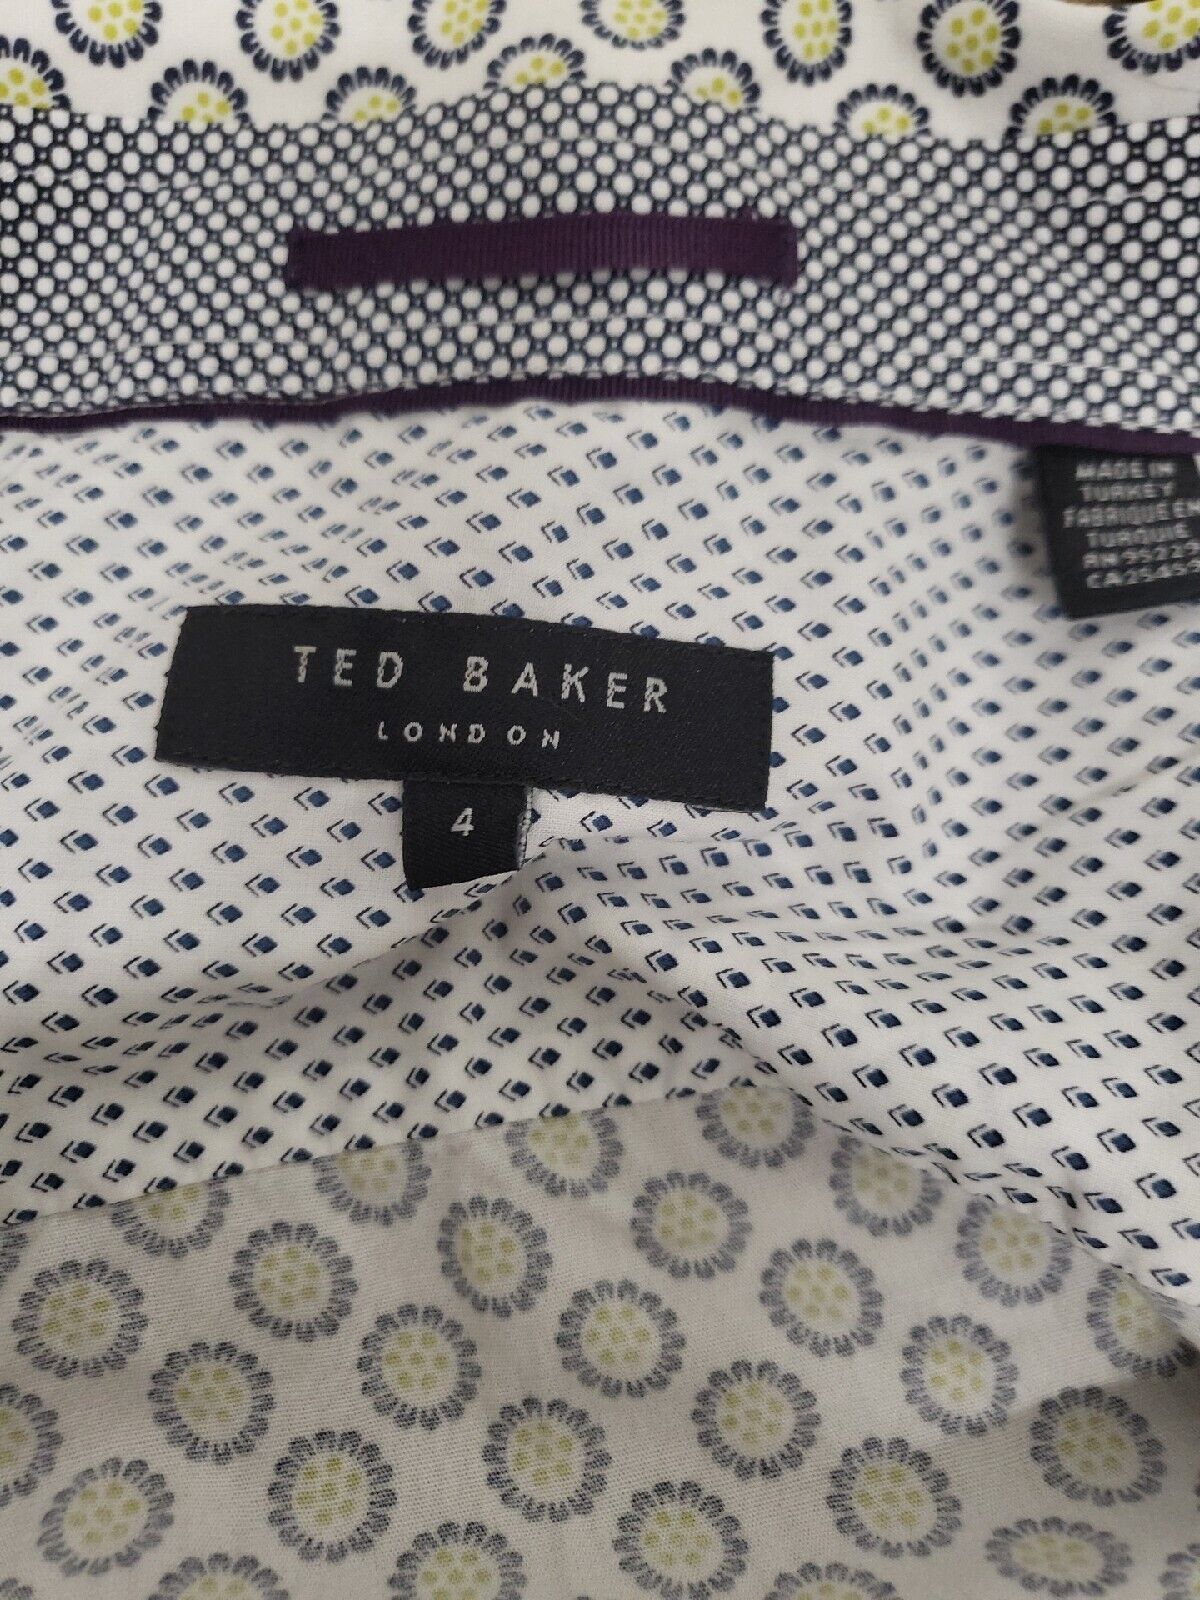 MADE IN
TURKEY
FABRIQUE EN
TURQUIE
TED BAKER
LONDON
4